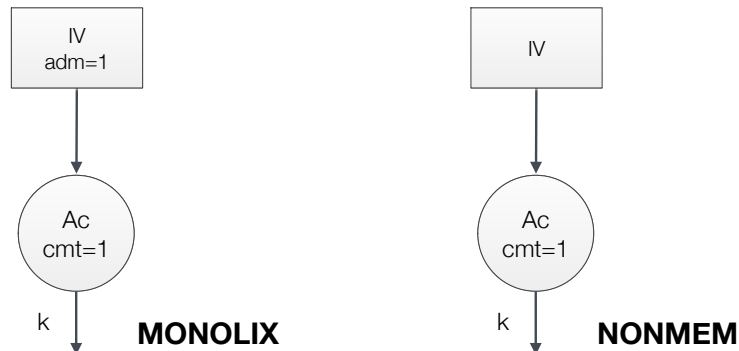 IV
adm=1
IV
Ac
cmt=1
Ac
cmt=1
k
MONOLIX
k
NONMEM